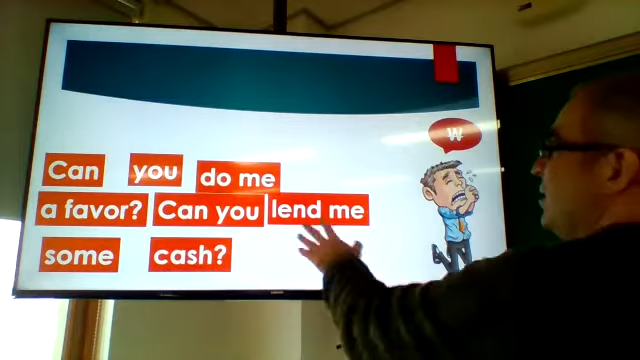 ₩
Can you do me
a favor? Can you lend me
some cash?